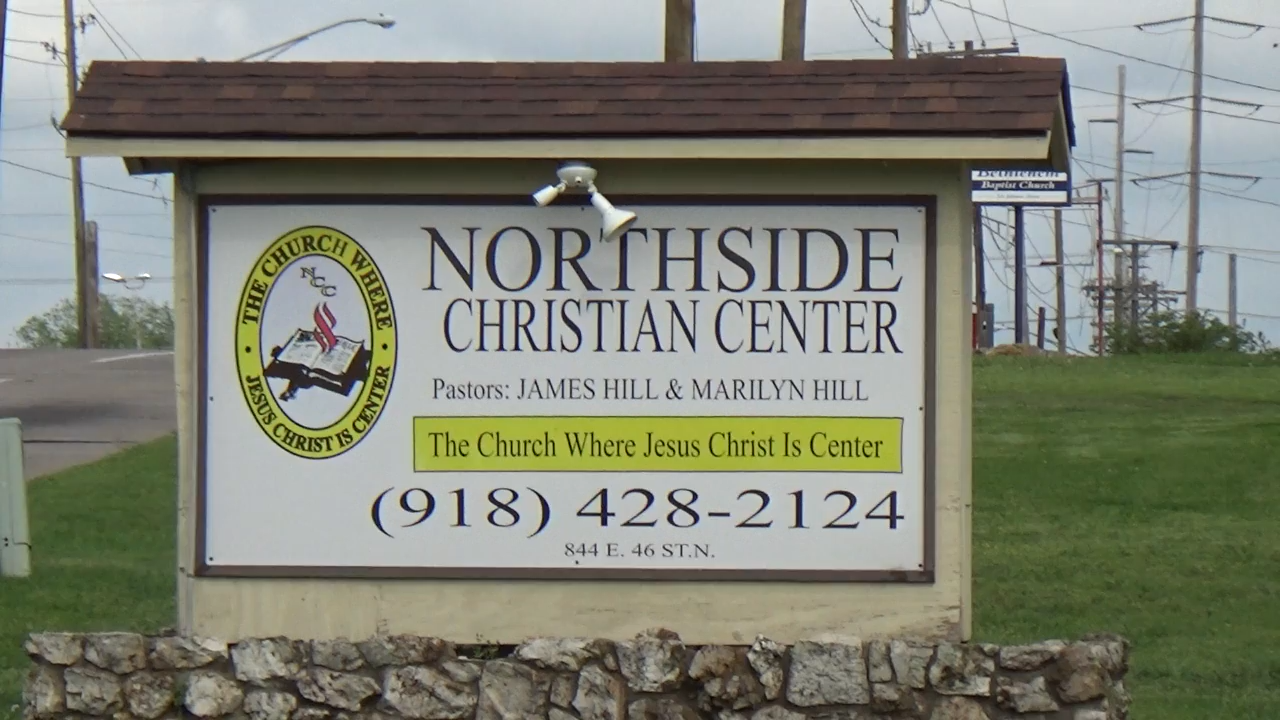 Bethlehem
Baptist Church
THE CHURCH WHERE
NCC
JESUS CHRIST IS CENTER
NORTHSIDE
CHRISTIAN CENTER
Pastors: JAMES HILL & MARILYN HILL
The Church Where Jesus Christ Is Center
(918) 428-2124
844 E. 46 ST.N.